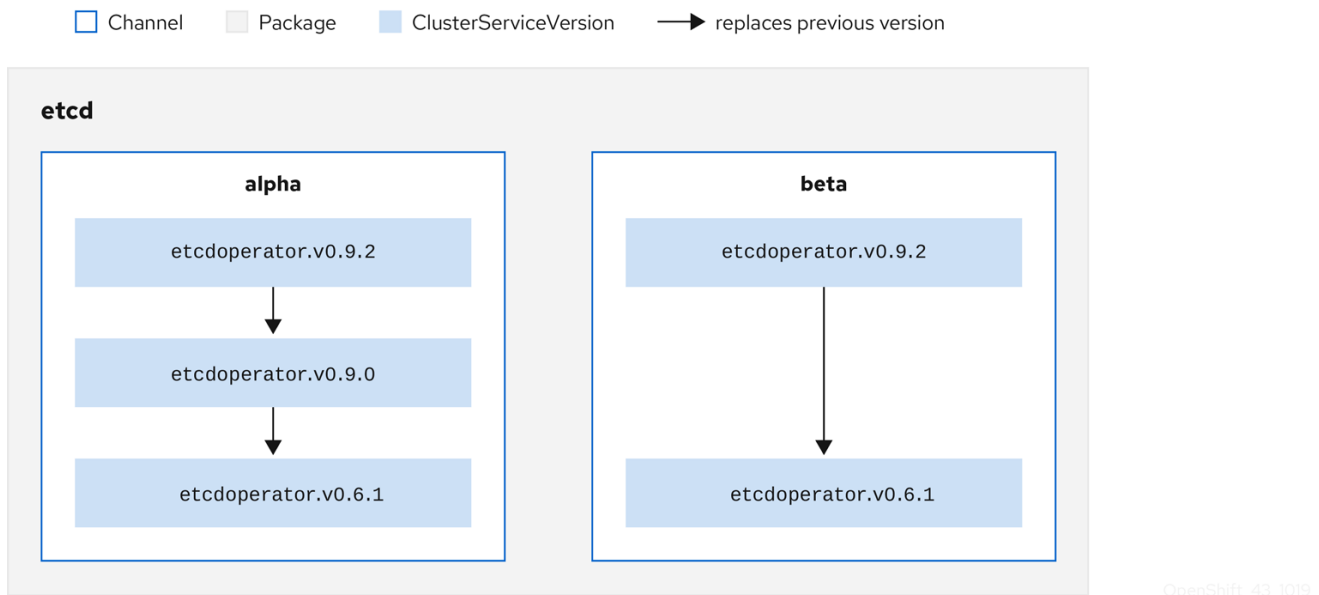 Channel Package ClusterServiceVersion replaces previous version
etcd
alpha
etcdoperator.v0.9.2
etcdoperator.v0.9.0
etcdoperator.v0.6.1
beta
etcdoperator.v0.9.2
etcdoperator.v0.6.1
OpenShift_43_1019